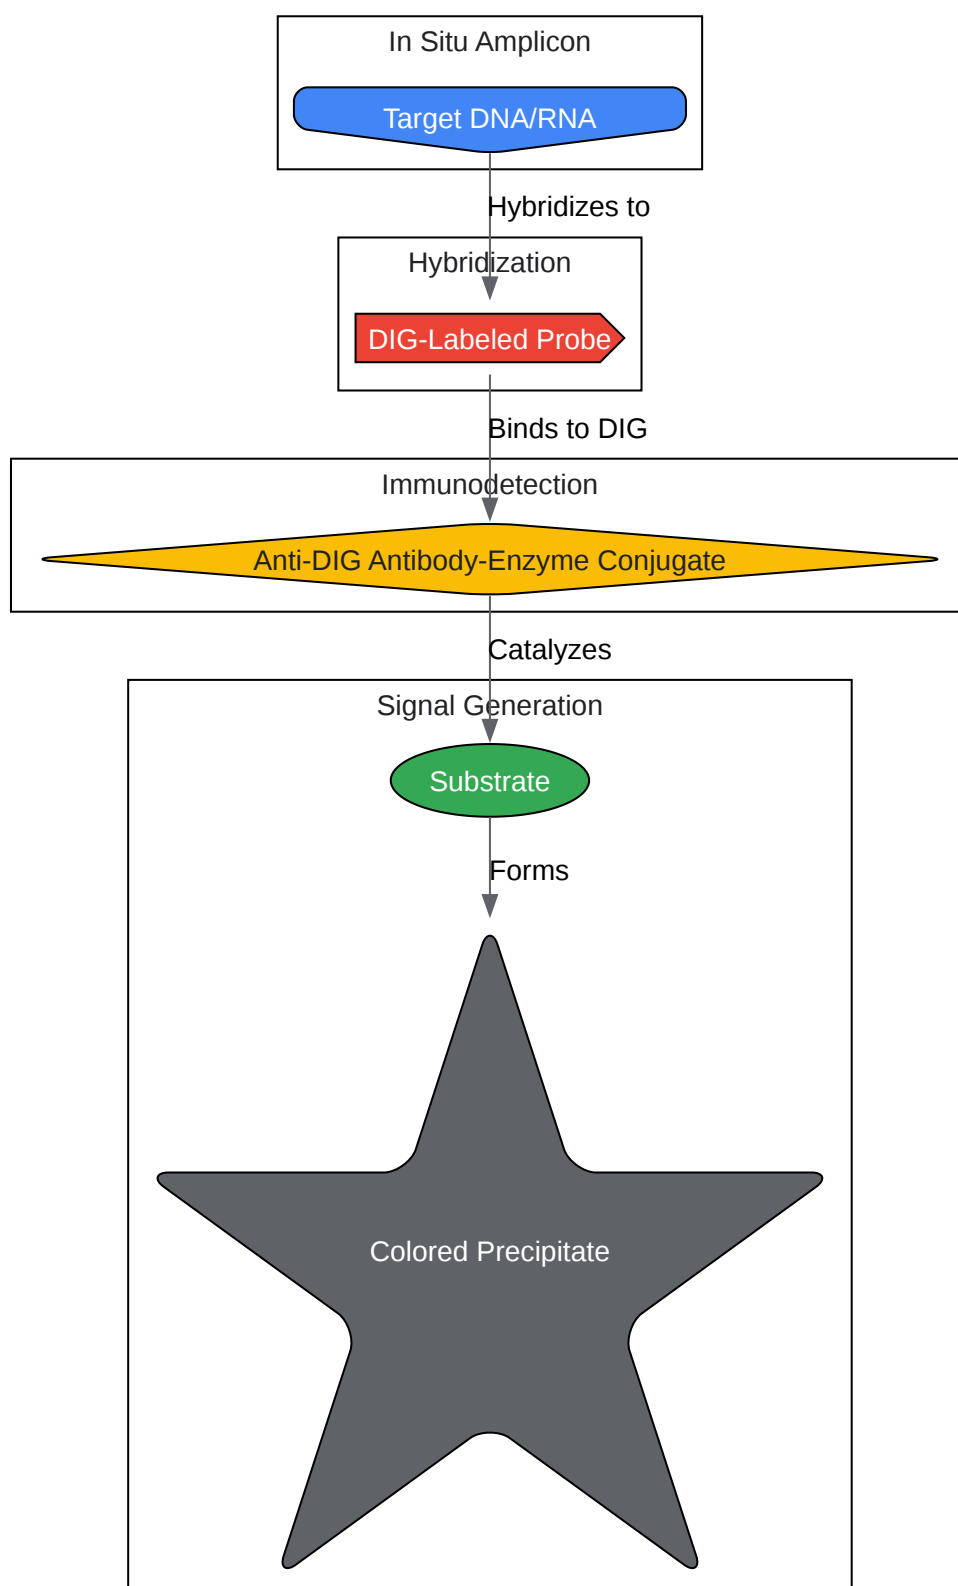 In Situ Amplicon
Target DNA/RNA
Hybridizes to
Hybridization
DIG-Labeled Probe
Binds to DIG
Immunodetection
Anti-DIG Antibody-Enzyme Conjugate
Catalyzes
Signal Generation
Substrate
Forms
Colored Precipitate